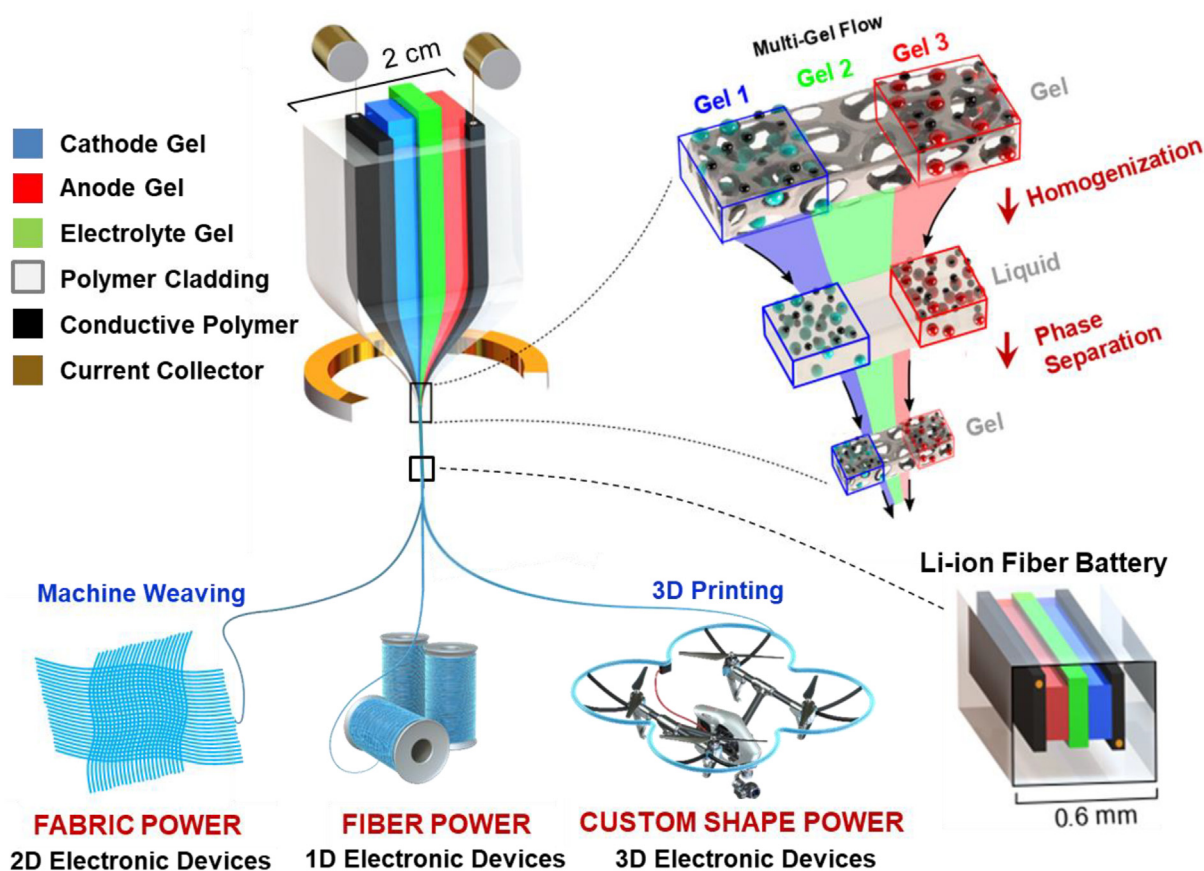 2 cm
Cathode Gel
Anode Gel
Electrolyte Gel
Polymer Cladding
Conductive Polymer
Current Collector
Multi-Gel Flow
Gel 1
Gel 2
Gel 3
Gel
Homogenization
Liquid
Phase
Separation
Gel
Machine Weaving
3D Printing
Li-ion Fiber Battery
0.6 mm
FABRIC POWER
2D Electronic Devices
FIBER POWER
1D Electronic Devices
CUSTOM SHAPE POWER
3D Electronic Devices